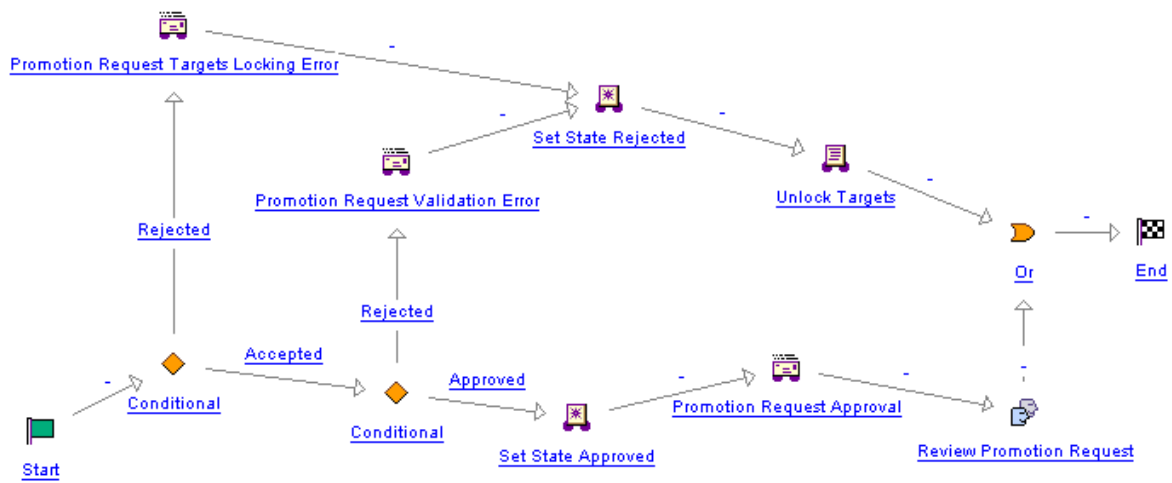 -
Promotion Request Targets Locking Error
-
-
Set State Rejected
-
Unlock Targets
Promotion Request Validation Error
-
-
Rejected
Or
End
Rejected
Accepted
-
Conditional
Approved
-
Promotion Request Approval
-
-
Conditional
Set State Approved
Review Promotion Request
Start